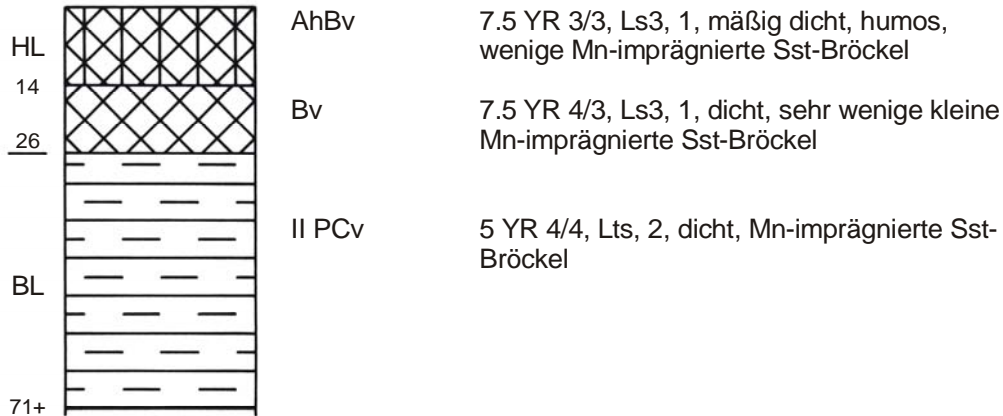 AhBv 7.5 YR 3/3, Ls3, 1, mäßig dicht, humos,
HL wenige Mn-imprägnierte Sst-Bröckel
14
Bv 7.5 YR 4/3, Ls3, 1, dicht, sehr wenige kleine
26 Mn-imprägnierte Sst-Bröckel
II PCv 5 YR 4/4, Lts, 2, dicht, Mn-imprägnierte Sst-
Bröckel
BL
71+